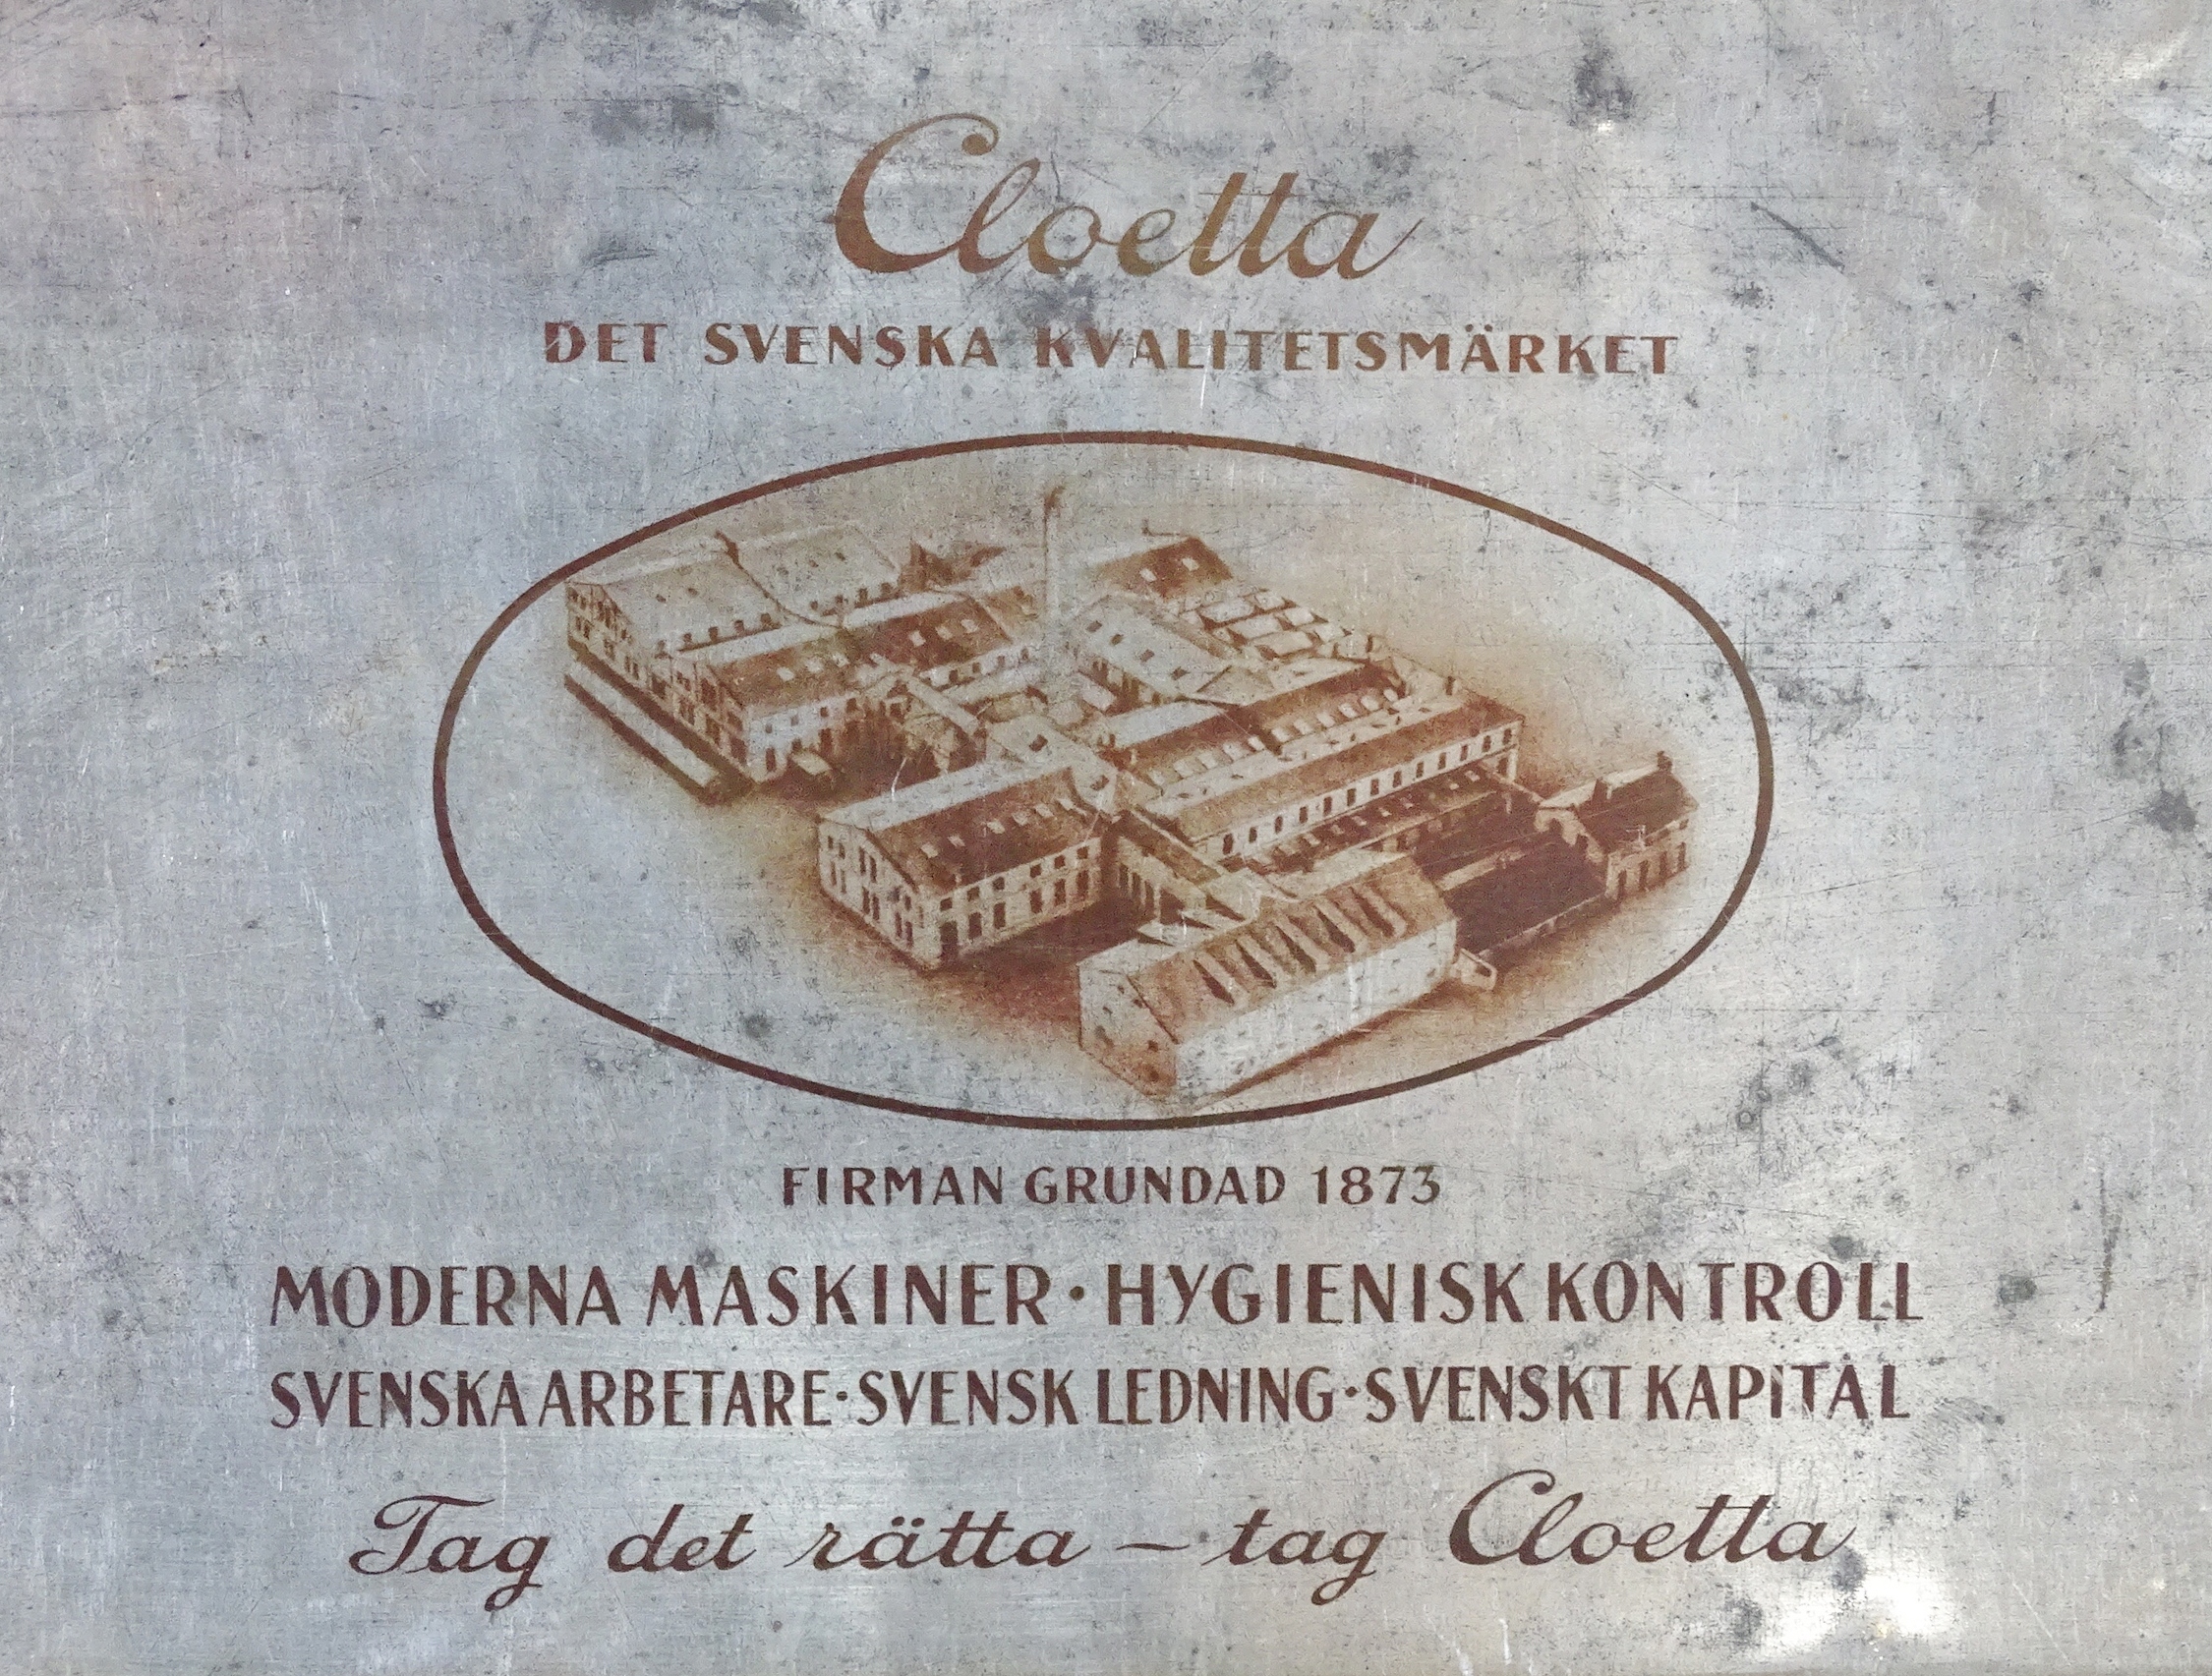 Cloetta
DET SVENSKA KVALITETSMÄRKET
FIRMAN GRUNDAD 1873
MODERNA MASKINER · HYGIENISK KONTROLL
SVENSKA ARBETARE · SVENSK LEDNING · SVENSKT KAPITAL
Tag det rätta – tag Cloetta